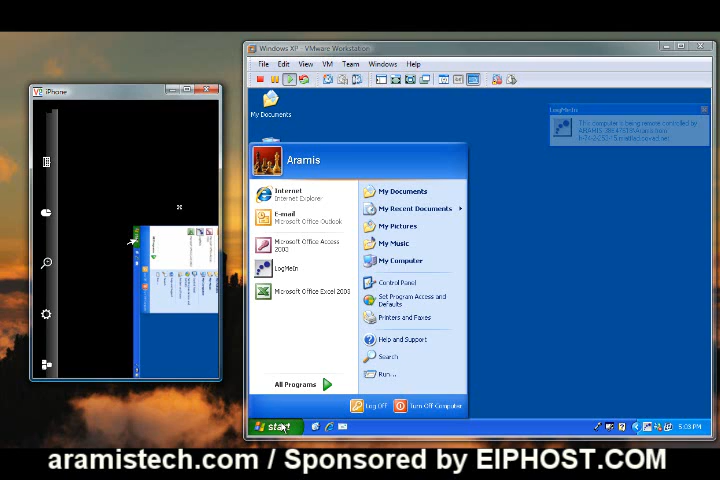 Windows XP - VMware Workstation
File Edit View VM Team Windows Help
iPhone
My Documents
LogMeIn
This computer is being remote controlled by
Aramis
Internet
Internet Explorer
E-mail
Microsoft Office Outlook
Microsoft Office Access
2003
LogMeIn
Microsoft Office Excel 2003
All Programs
My Documents
My Recent Documents
My Pictures
My Music
My Computer
Control Panel
Set Program Access and
Defaults
Printers and Faxes
Help and Support
Search
Run...
Log Off
Turn Off Computer
start
5:03 PM
aramistech.com / Sponsored by EIPHOST.COM